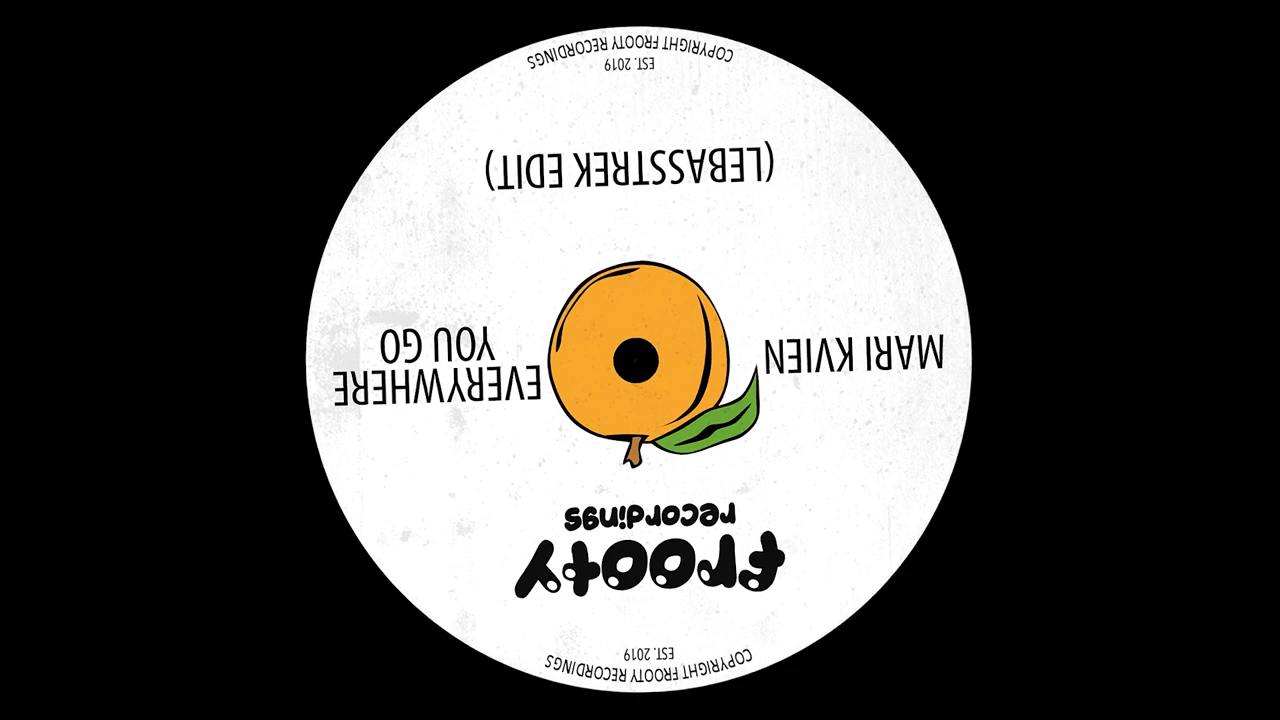 COPYRIGHT FROOTY RECORDINGS
EST. 2019
frooty
recordings
MARI KVIEN
EVERYWHERE
YOU GO
(LEBASSTREK EDIT)
EST. 2019
COPYRIGHT FROOTY RECORDINGS